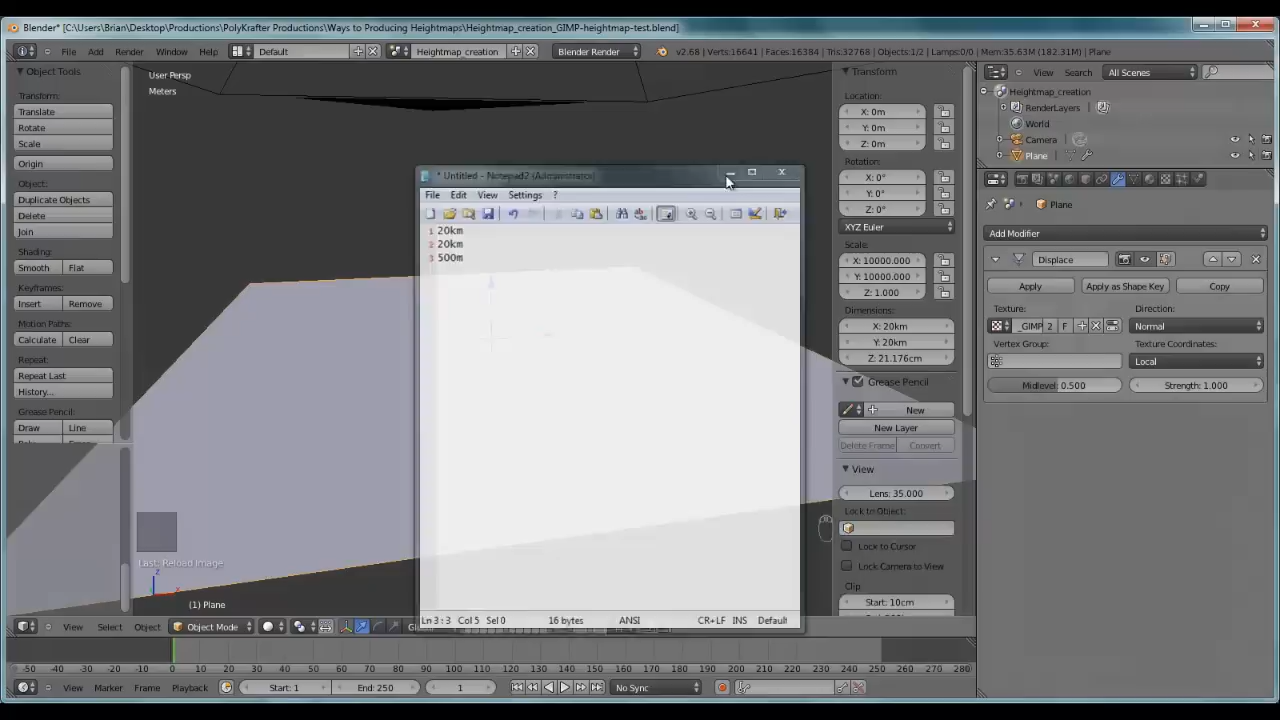 Blender* [C:\Users\Brian\Desktop\Productions\PolyKrafter Productions\Ways to Producing Heightmaps\Heightmap_creation_GIMP-heightmap-test.blend]
File Add Render Window Help Default Heightmap_creation Blender Render v2.68 | Verts:16641 | Faces:16384 | Tris:32768 | Objects:1/2 | Lamps:0/0 | Mem:35.63M (182.31M) | Plane
Object Tools
Transform:
Translate
Rotate
Scale
Origin
Object:
Duplicate Objects
Delete
Join
Shading:
Smooth Flat
Keyframes:
Insert Remove
Motion Paths:
Calculate Clear
Repeat:
Repeat Last
History...
Grease Pencil:
Draw Line
User Persp
Meters
* Untitled - Notepad2 (Administrator)
File Edit View Settings ?
1 20km
2 20km
3 500m
Ln 3 : 3 Col 5 Sel 0 16 bytes ANSI CR+LF INS Default
Last: Reload Image
z
x
(1) Plane
Transform
Location:
X: 0m
Y: 0m
Z: 0m
Rotation:
X: 0°
Y: 0°
Z: 0°
XYZ Euler
Scale:
X: 10000.000
Y: 10000.000
Z: 1.000
Dimensions:
X: 20km
Y: 20km
Z: 21.176cm
Grease Pencil
New
New Layer
Delete Frame Convert
View
Lens: 35.000
Lock to Object:
Lock to Cursor
Lock Camera to View
Clip
Start: 10cm
View Search All Scenes
Heightmap_creation
RenderLayers
World
Camera
Plane
Plane
Add Modifier
Displace
Apply Apply as Shape Key Copy
Texture: Direction:
_GIMP 2 F Normal
Vertex Group: Texture Coordinates:
Local
Midlevel: 0.500 Strength: 1.000
View Select Object Object Mode
-50 -40 -30 -20 -10 0 10 20 30 40 50 60 70 80 90 100 110 120 130 140 150 160 170 180 190 200 210 220 230 240 250 260 270 280
View Marker Frame Playback Start: 1 End: 250 1 No Sync